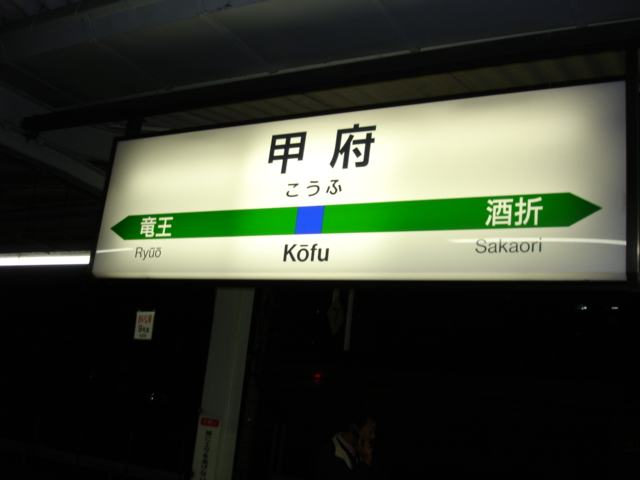 甲府
こうふ
竜王
酒折
Ryūō
Kōfu
Sakaori